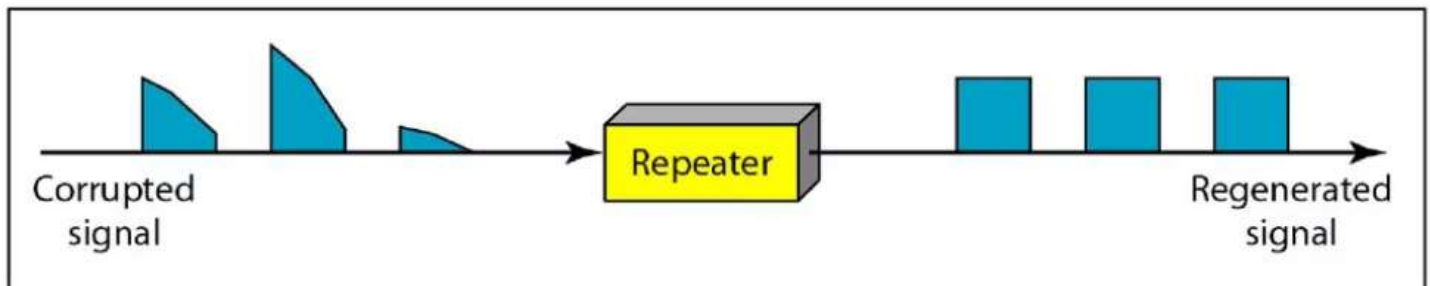 Repeater
Corrupted
signal
Regenerated
signal